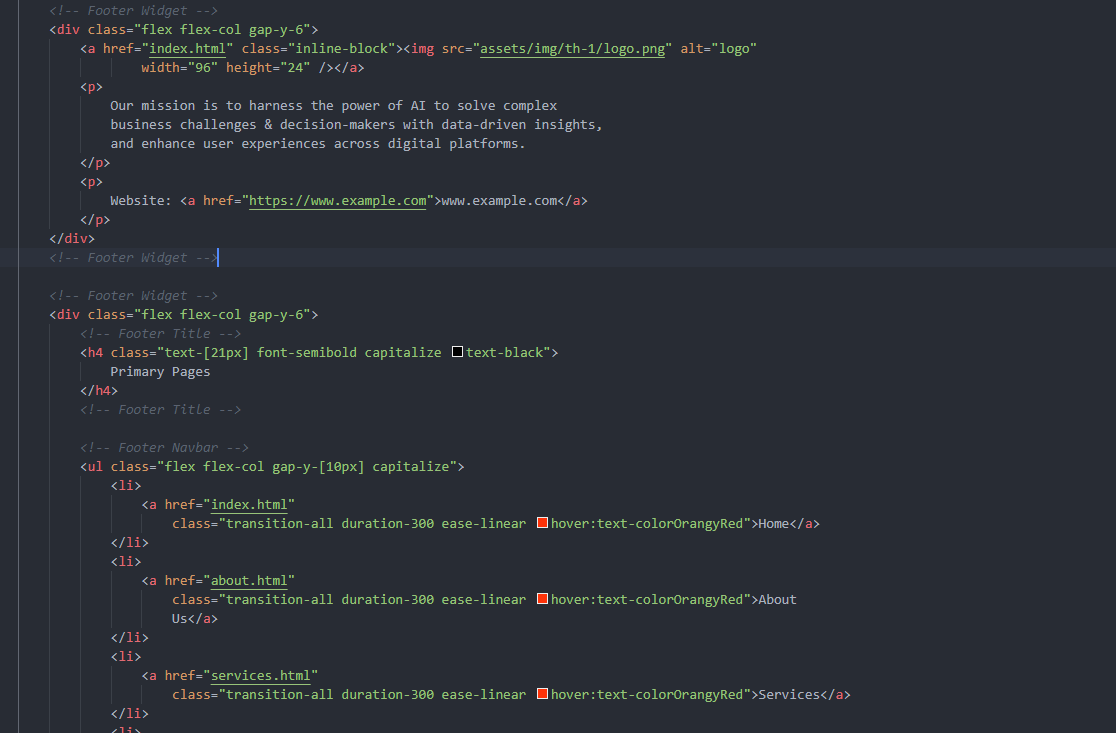 <!-- Footer Widget -->
<div class="flex flex-col gap-y-6">
<a href="index.html" class="inline-block"><img src="assets/img/th-1/logo.png" alt="logo"
width="96" height="24" /></a>
<p>
Our mission is to harness the power of AI to solve complex
business challenges & decision-makers with data-driven insights,
and enhance user experiences across digital platforms.
</p>
<p>
Website: <a href="https://www.example.com">www.example.com</a>
</p>
</div>
<!-- Footer Widget -->
<!-- Footer Widget -->
<div class="flex flex-col gap-y-6">
<!-- Footer Title -->
<h4 class="text-[21px] font-semibold capitalize text-black">
Primary Pages
</h4>
<!-- Footer Title -->
<!-- Footer Navbar -->
<ul class="flex flex-col gap-y-[10px] capitalize">
<li>
<a href="index.html"
class="transition-all duration-300 ease-linear hover:text-colorOrangyRed">Home</a>
</li>
<li>
<a href="about.html"
class="transition-all duration-300 ease-linear hover:text-colorOrangyRed">About
Us</a>
</li>
<li>
<a href="services.html"
class="transition-all duration-300 ease-linear hover:text-colorOrangyRed">Services</a>
</li>
<li>